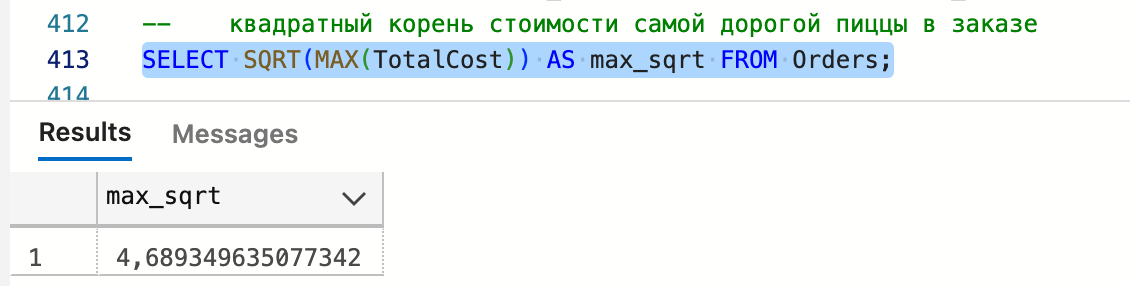 412 -- квадратный корень стоимости самой дорогой пиццы в заказе
413 SELECT SQRT(MAX(TotalCost)) AS max_sqrt FROM Orders;
414
Results Messages
max_sqrt
1 4,689349635077342